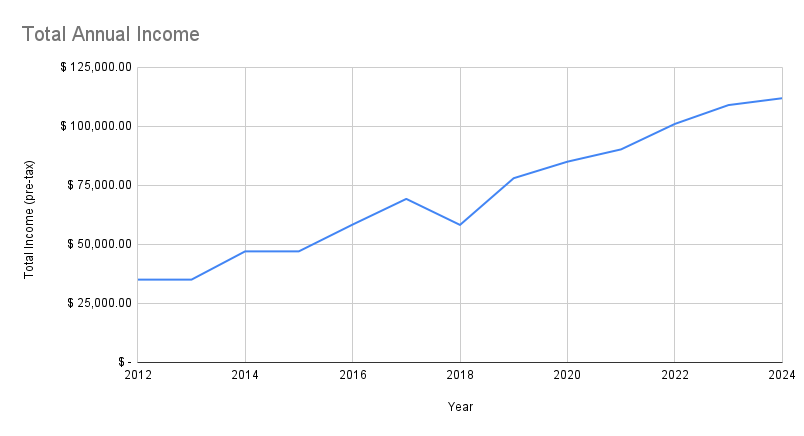 Total Annual Income
$ 125,000.00
$ 100,000.00
$ 75,000.00
$ 50,000.00
$ 25,000.00
$ -
Total Income (pre-tax)
2012 2014 2016 2018 2020 2022 2024
Year